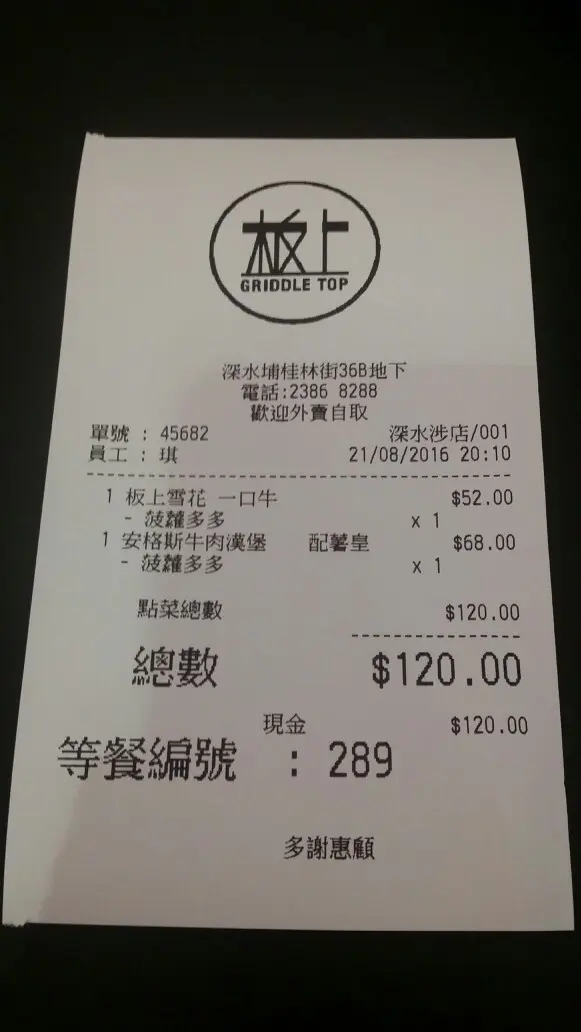 板上
GRIDDLE TOP
深水埔桂林街36B地下
電話:2386 8288
歡迎外賣自取
單號 : 45682 深水涉店/001
員工 : 琪 21/08/2016 20:10
1 板上雪花 一口牛 $52.00
- 菠蘿多多 x 1
1 安格斯牛肉漢堡 配薯皇 $68.00
- 菠蘿多多 x 1
點菜總數 $120.00
總數 $120.00
現金 $120.00
等餐編號 : 289
多謝惠顧